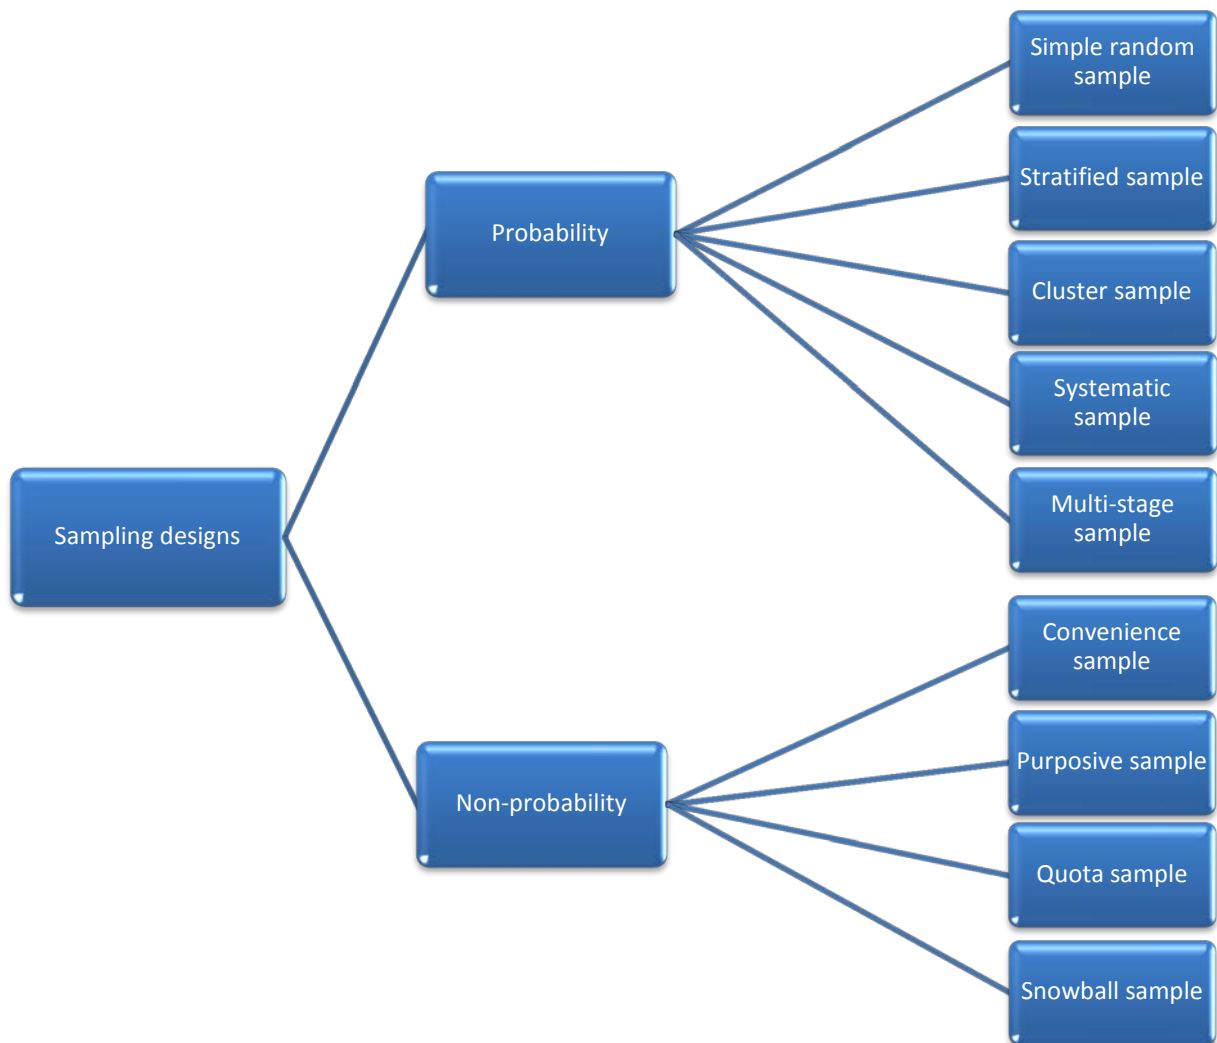 Simple random
sample
Stratified sample
Probability
Cluster sample
Systematic
sample
Multi-stage
sample
Sampling designs
Convenience
sample
Purposive sample
Non-probability
Quota sample
Snowball sample